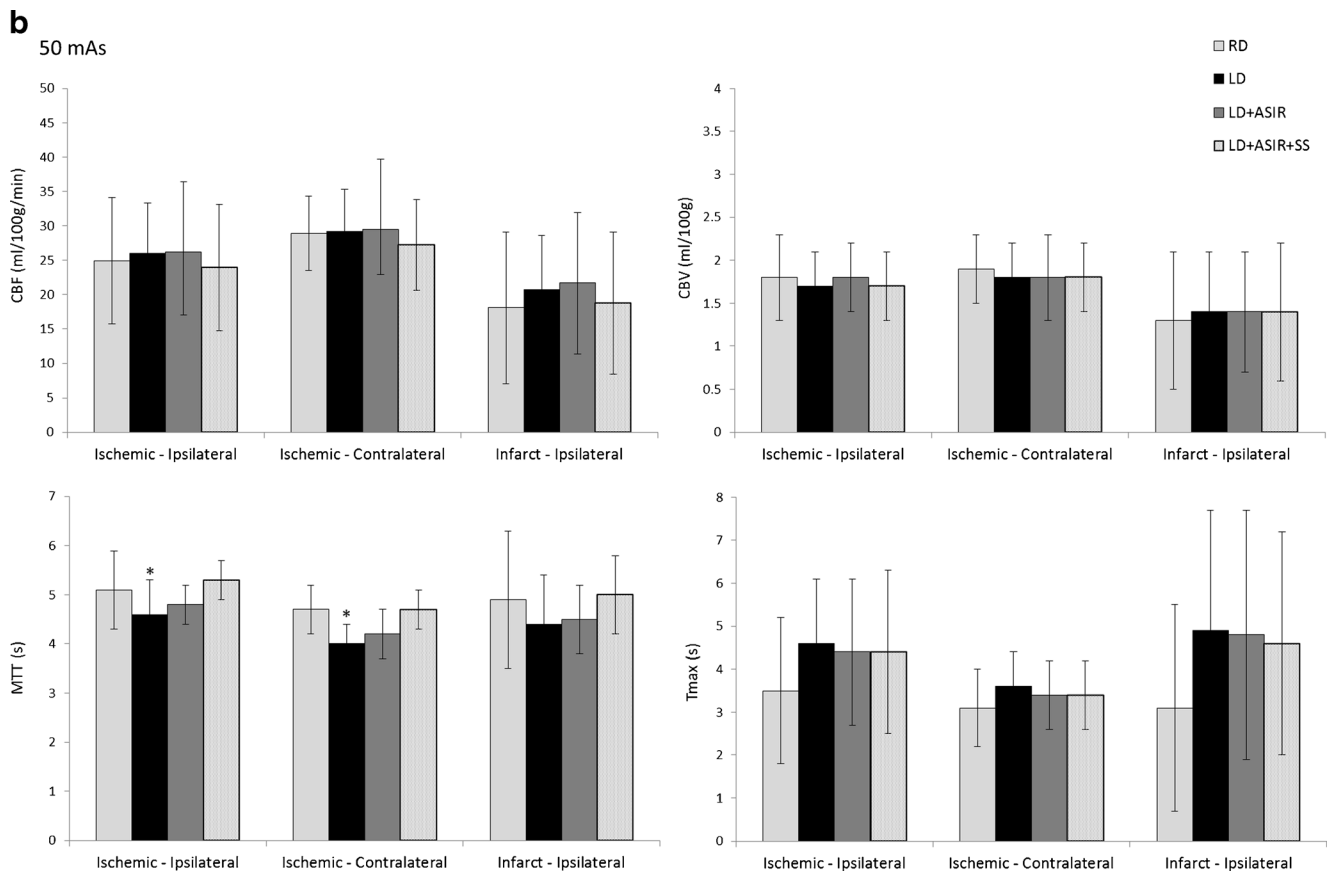 b
50 mAs
RD
LD
LD+ASIR
LD+ASIR+SS
CBF (ml/100g/min)
50
45
40
35
30
25
20
15
10
5
0
Ischemic - Ipsilateral
Ischemic - Contralateral
Infarct - Ipsilateral
CBV (ml/100g)
4
3.5
3
2.5
2
1.5
1
0.5
0
Ischemic - Ipsilateral
Ischemic - Contralateral
Infarct - Ipsilateral
MTT (s)
7
6
5
4
3
2
1
0
*
*
Ischemic - Ipsilateral
Ischemic - Contralateral
Infarct - Ipsilateral
Tmax (s)
8
7
6
5
4
3
2
1
0
Ischemic - Ipsilateral
Ischemic - Contralateral
Infarct - Ipsilateral